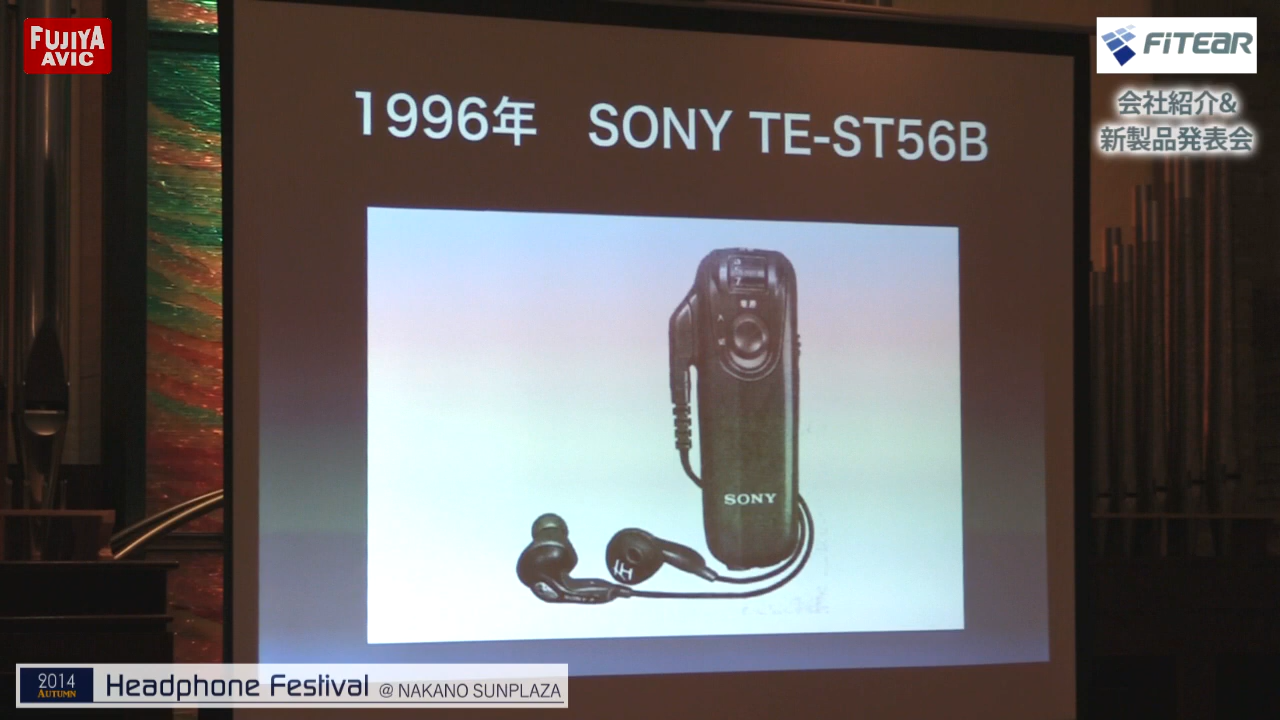 FUJIYA
AVIC
FiTEAR
会社紹介&
新製品発表会
1996年 SONY TE-ST56B
SONY
2014
AUTUMN
Headphone Festival @ NAKANO SUNPLAZA